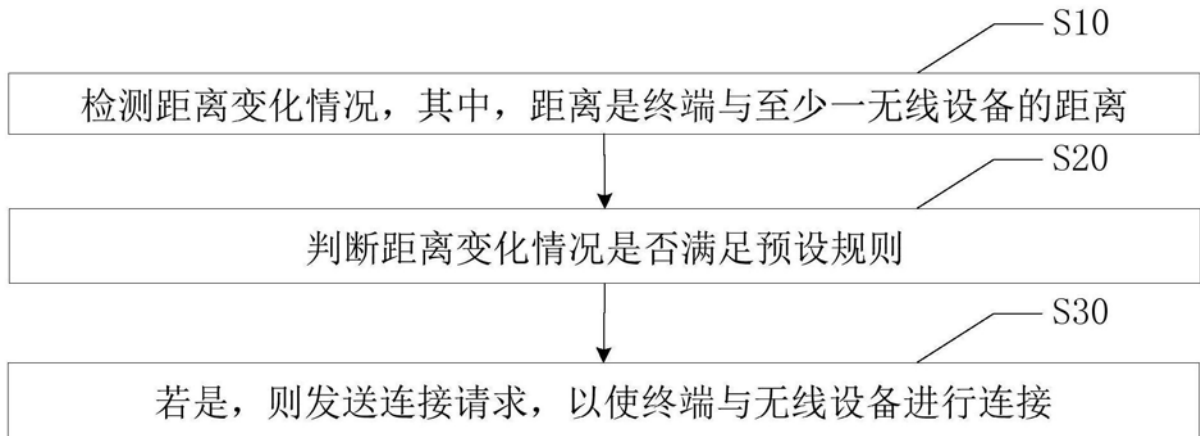 S10
检测距离变化情况，其中，距离是终端与至少一无线设备的距离
S20
判断距离变化情况是否满足预设规则
S30
若是，则发送连接请求，以使终端与无线设备进行连接